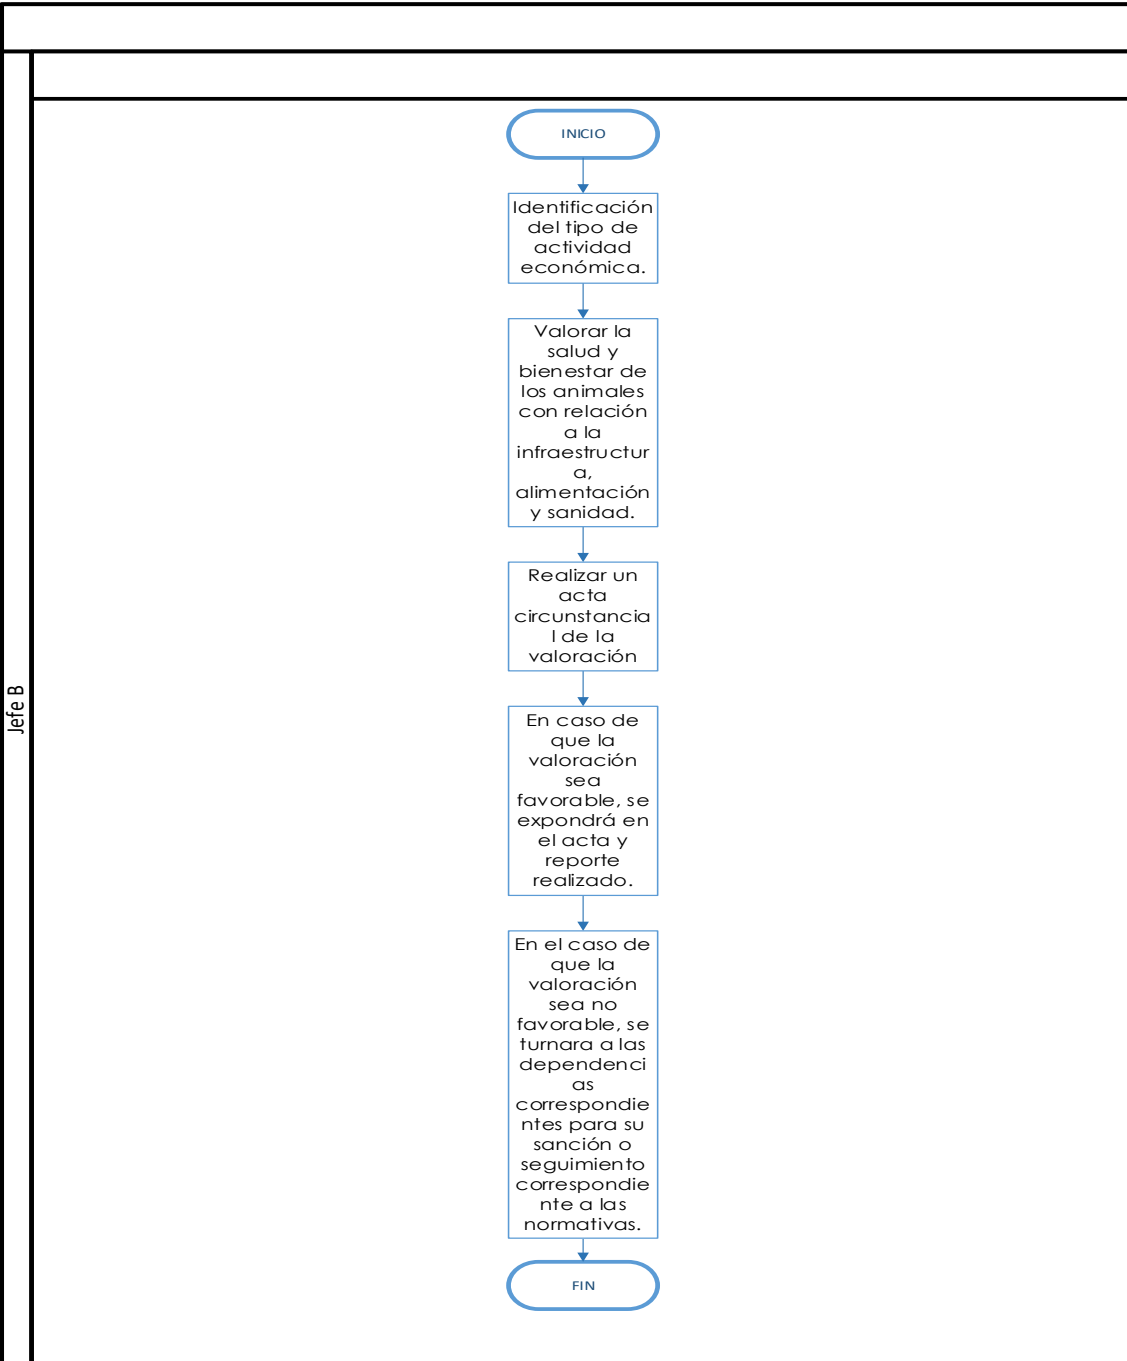 INICIO
Identificación
del tipo de
actividad
económica.
Valorar la
salud y
bienestar de
los animales
con relación
a la
infraestructur
a,
alimentación
y sanidad.
Realizar un
acta
circunstancia
l de la
valoración
Jefe B
En caso de
que la
valoración
sea
favorable, se
expondrá en
el acta y
reporte
realizado.
En el caso de
que la
valoración
sea no
favorable, se
turnara a las
dependenci
as
correspondie
ntes para su
sanción o
seguimiento
correspondie
nte a las
normativas.
FIN